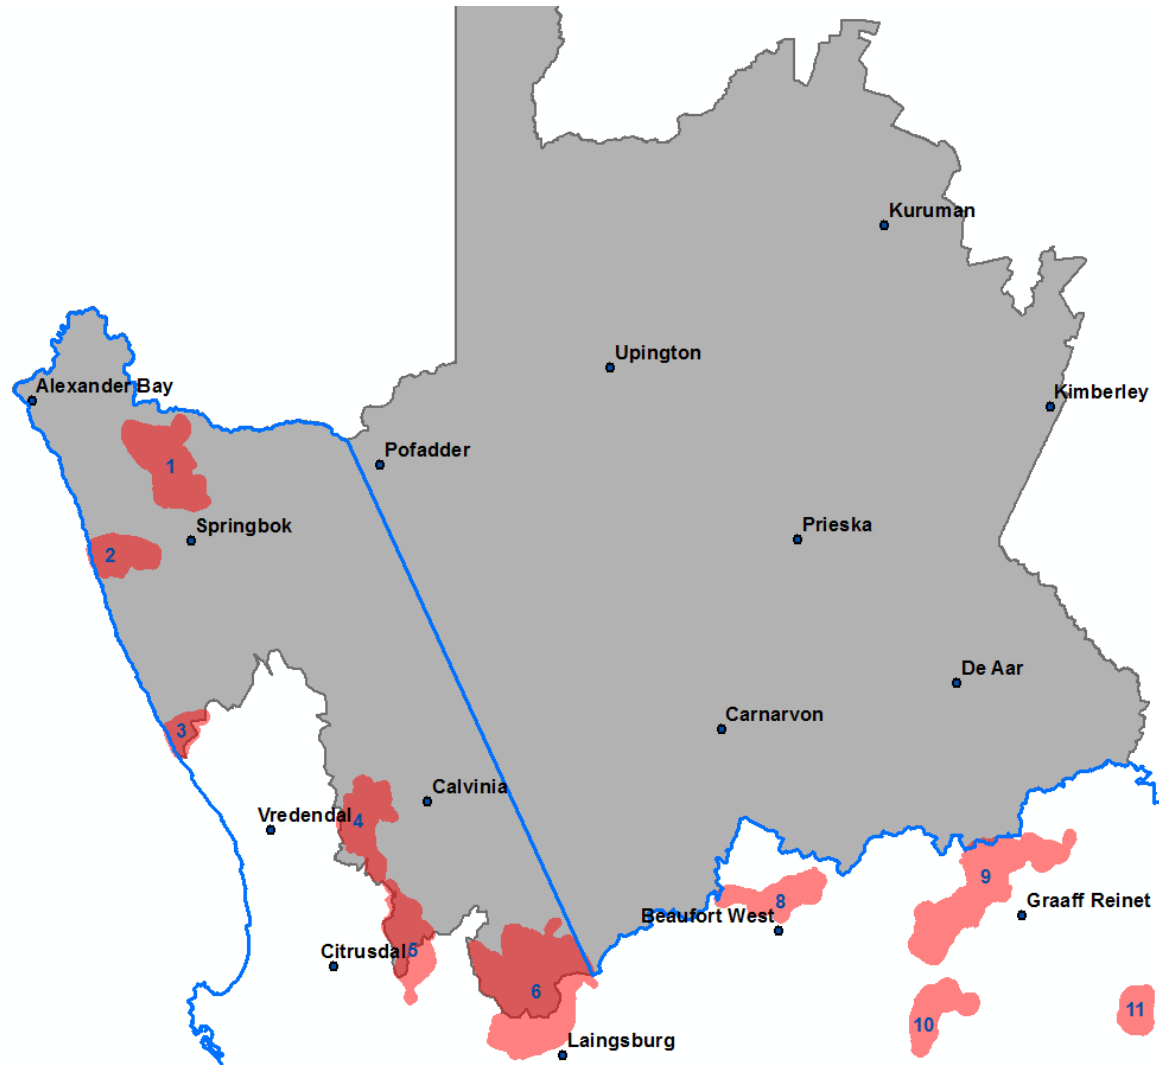 Kuruman
Upington
Alexander Bay
Kimberley
Pofadder
1
Springbok
Prieska
2
De Aar
Carnarvon
3
Calvinia
Vredendal
4
9
8
Graaff Reinet
Beaufort West
Citrusdal
5
6
10
11
Laingsburg